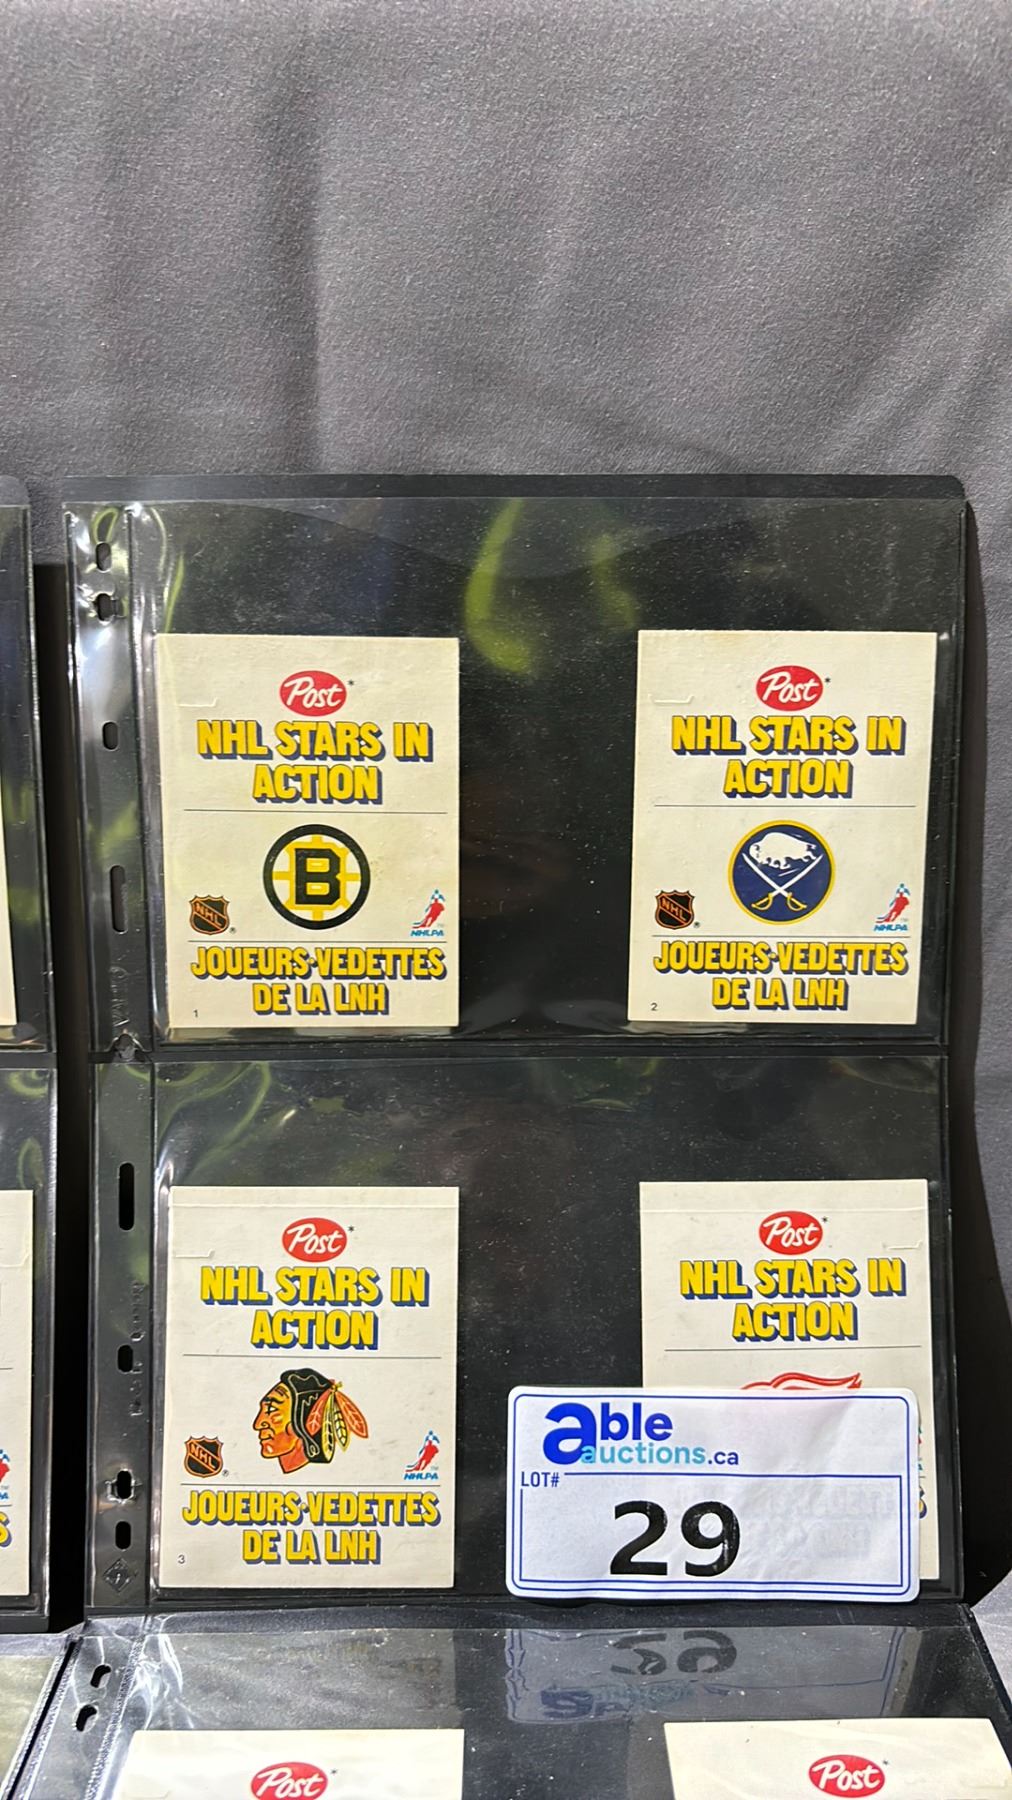 Post*
NHL STARS IN
ACTION
B
NHL
NHLPA
JOUEURS-VEDETTES
DE LA LNH
1
Post*
NHL STARS IN
ACTION
NHL
NHLPA
JOUEURS-VEDETTES
DE LA LNH
2
Post*
NHL STARS IN
ACTION
NHL
NHLPA
JOUEURS-VEDETTES
DE LA LNH
3
Post*
NHL STARS IN
ACTION
able
auctions.ca
LOT#
29
Post*
Post*